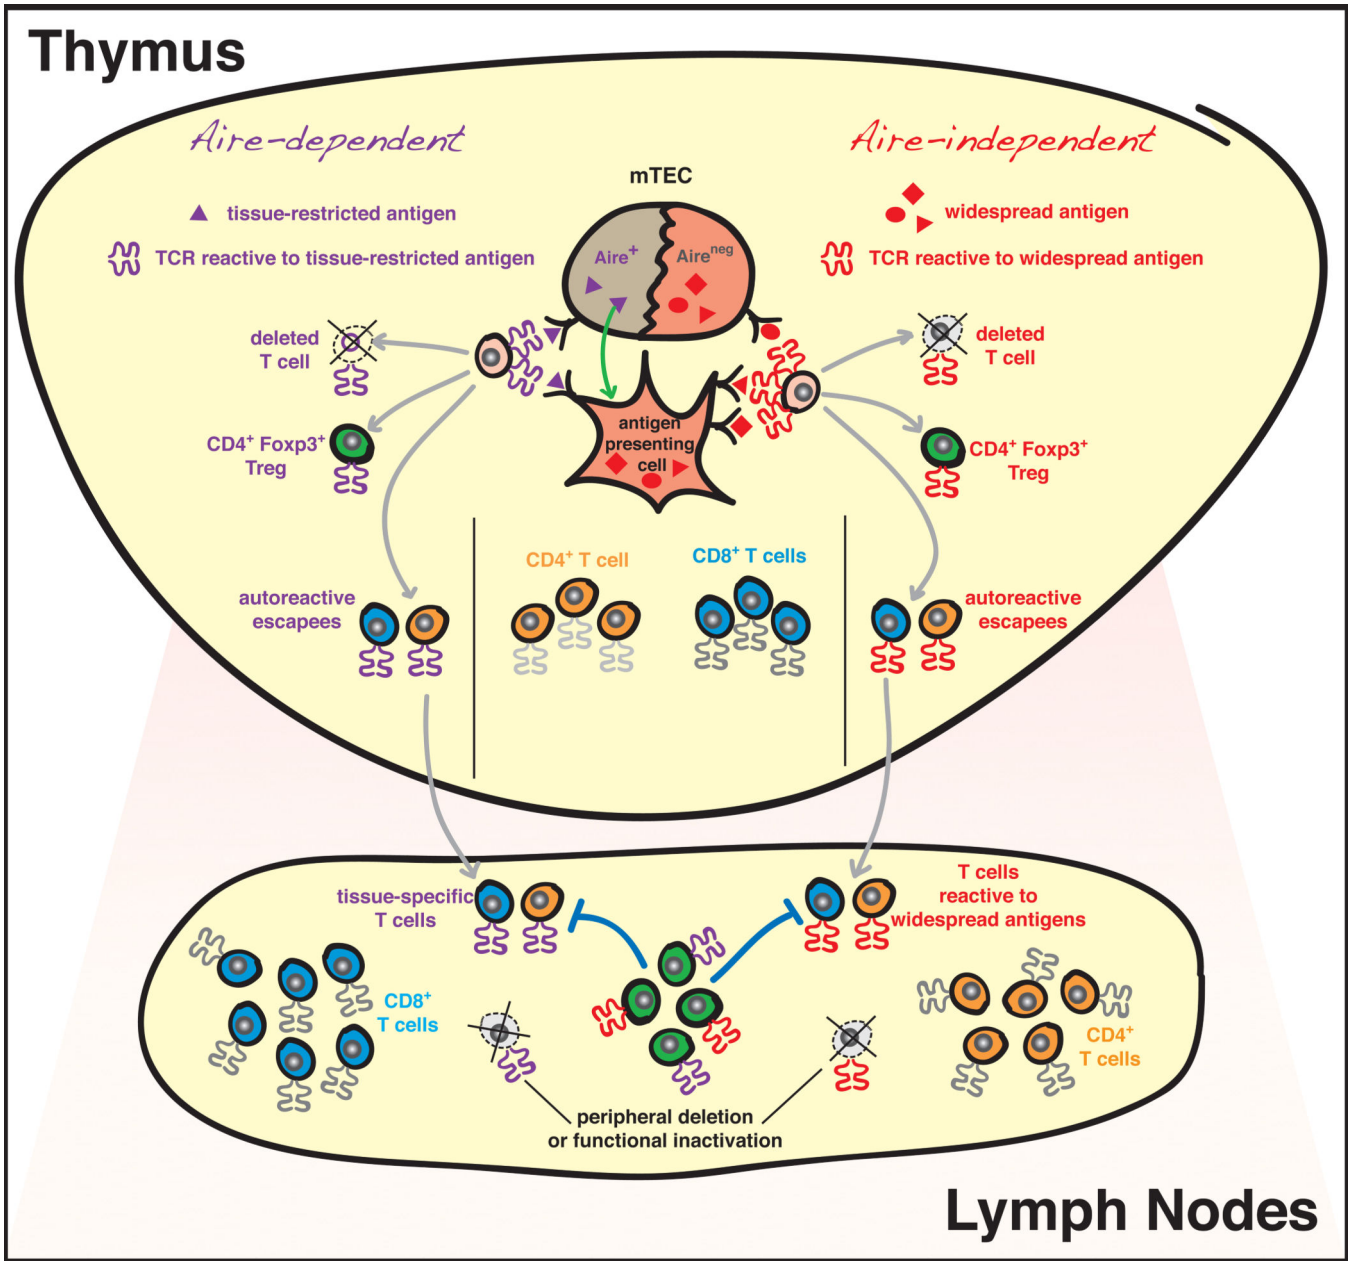 Thymus
Aire-dependent
Aire-independent
mTEC
tissue-restricted antigen
widespread antigen
TCR reactive to tissue-restricted antigen
TCR reactive to widespread antigen
Aire+
Aireneg
deleted
T cell
deleted
T cell
antigen
presenting
cell
CD4+ Foxp3+
Treg
CD4+ Foxp3+
Treg
CD4+ T cell
CD8+ T cells
autoreactive
escapees
autoreactive
escapees
tissue-specific
T cells
T cells
reactive to
widespread antigens
CD8+
T cells
CD4+
T cells
peripheral deletion
or functional inactivation
Lymph Nodes